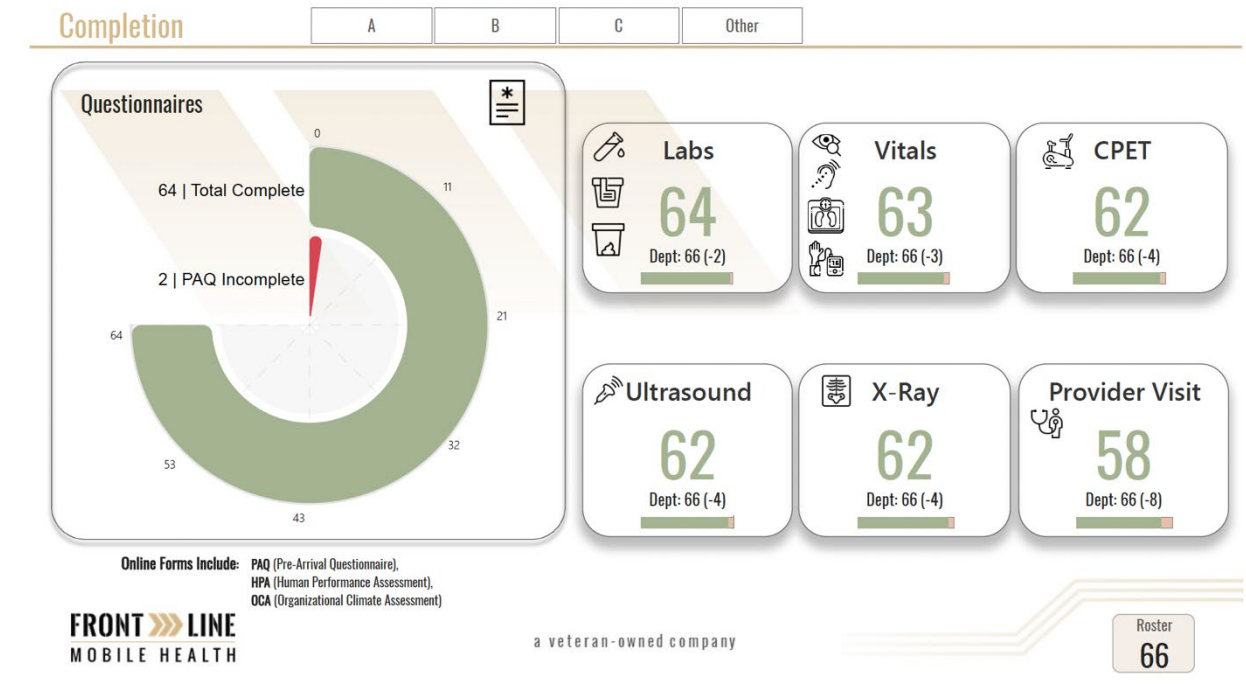 Completion
A
B
C
Other
Questionnaires
0
11
21
32
43
53
64
64 | Total Complete
2 | PAQ Incomplete
Labs
64
Dept: 66 (-2)
Vitals
63
Dept: 66 (-3)
CPET
62
Dept: 66 (-4)
Ultrasound
62
Dept: 66 (-4)
X-Ray
62
Dept: 66 (-4)
Provider Visit
58
Dept: 66 (-8)
Online Forms Include: PAQ (Pre-Arrival Questionnaire),
HPA (Human Performance Assessment),
OCA (Organizational Climate Assessment)
FRONT LINE
MOBILE HEALTH
a veteran-owned company
Roster
66